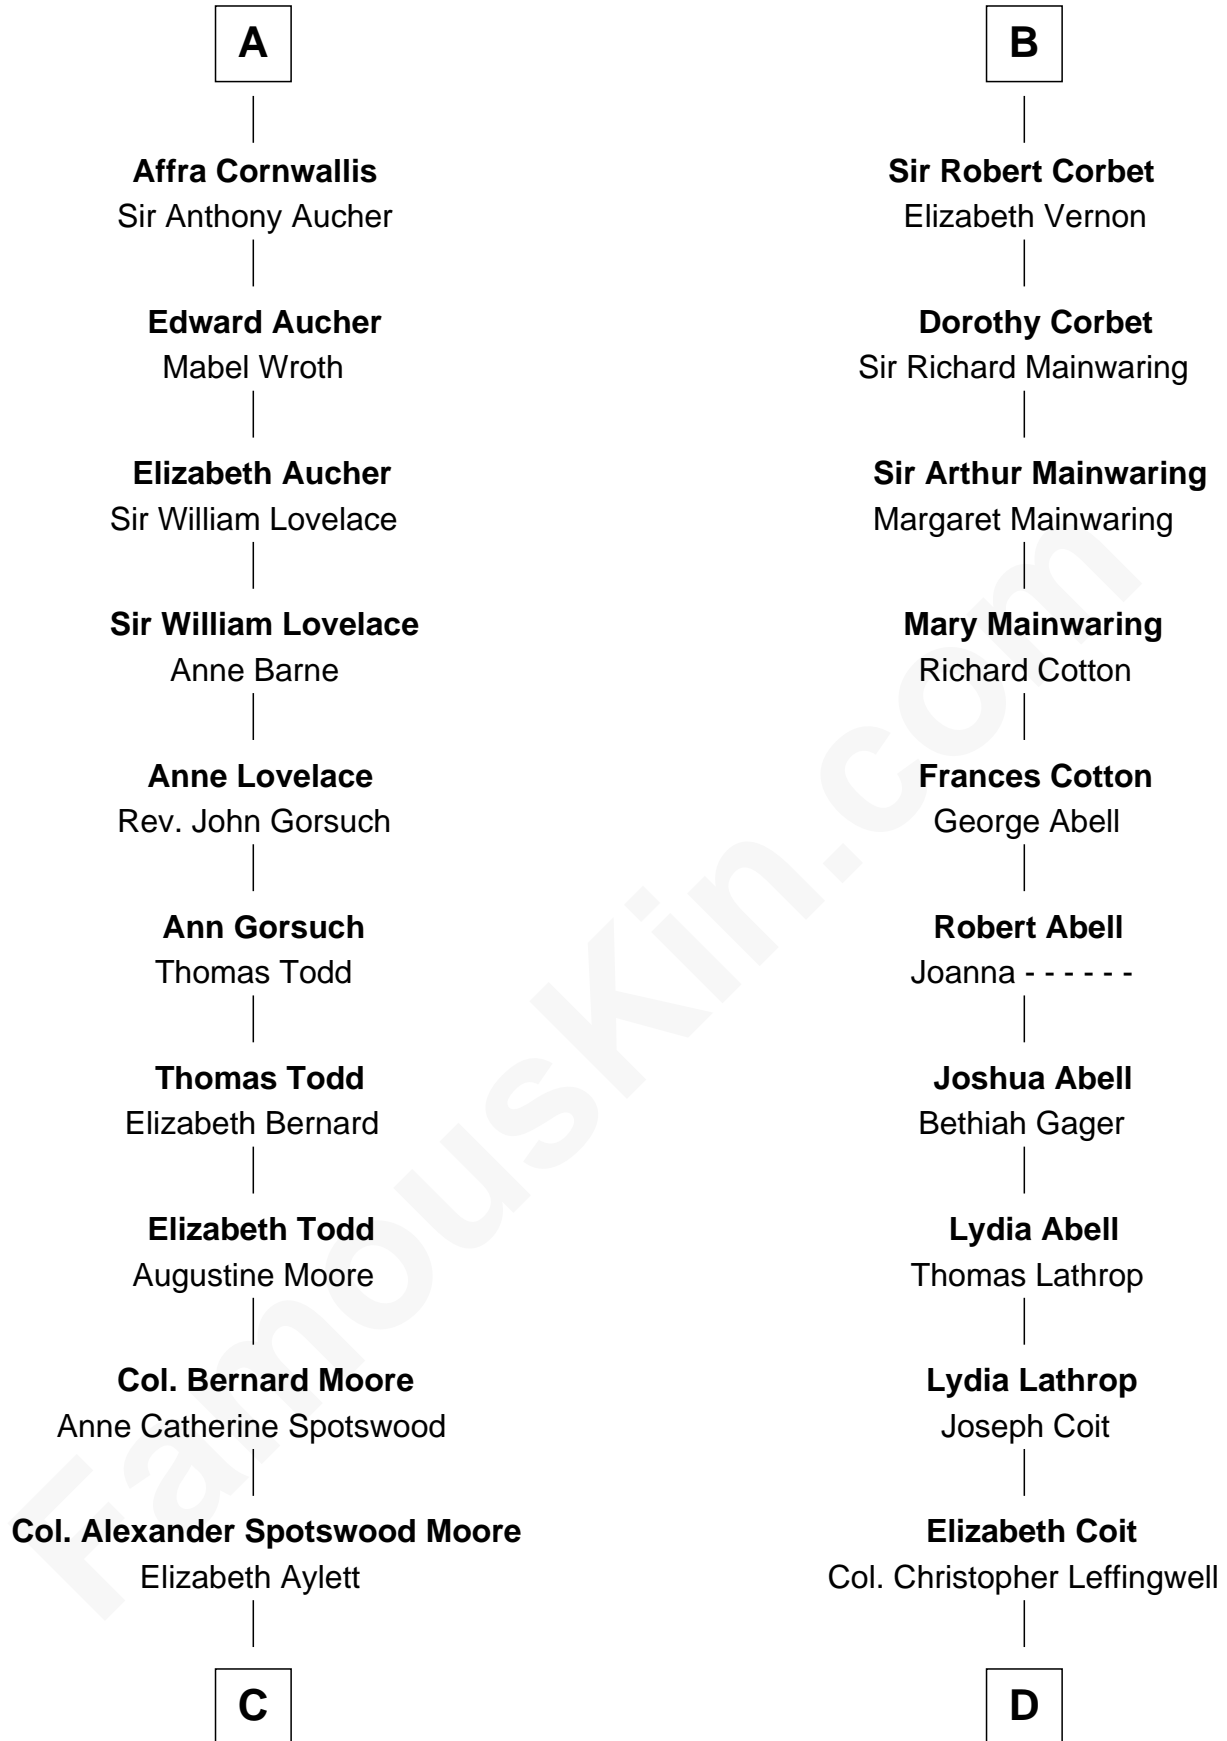 A
Affra Cornwallis
Sir Anthony Aucher
Edward Aucher
Mabel Wroth
Elizabeth Aucher
Sir William Lovelace
Sir William Lovelace
Anne Barne
Anne Lovelace
Rev. John Gorsuch
Ann Gorsuch
Thomas Todd
Thomas Todd
Elizabeth Bernard
Elizabeth Todd
Augustine Moore
Col. Bernard Moore
Anne Catherine Spotswood
Col. Alexander Spotswood Moore
Elizabeth Aylett
C
B
Sir Robert Corbet
Elizabeth Vernon
Dorothy Corbet
Sir Richard Mainwaring
Sir Arthur Mainwaring
Margaret Mainwaring
Mary Mainwaring
Richard Cotton
Frances Cotton
George Abell
Robert Abell
Joanna - - - - - -
Joshua Abell
Bethiah Gager
Lydia Abell
Thomas Lathrop
Lydia Lathrop
Joseph Coit
Elizabeth Coit
Col. Christopher Leffingwell
D
FamousKin.com